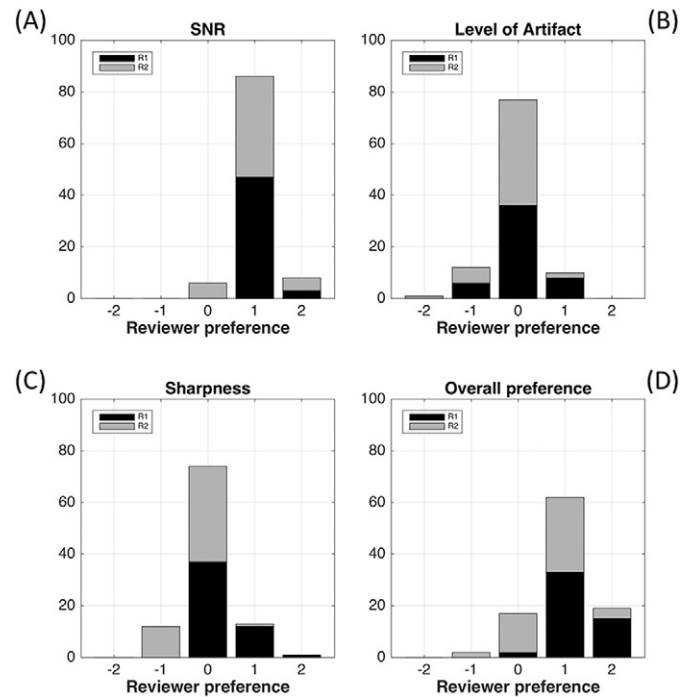 (A)
SNR
100
80
60
40
20
0
R1
R2
-2 -1 0 1 2
Reviewer preference
Level of Artifact
(B)
100
80
60
40
20
0
R1
R2
-2 -1 0 1 2
Reviewer preference
(C)
Sharpness
100
80
60
40
20
0
R1
R2
-2 -1 0 1 2
Reviewer preference
Overall preference
(D)
100
80
60
40
20
0
R1
R2
-2 -1 0 1 2
Reviewer preference